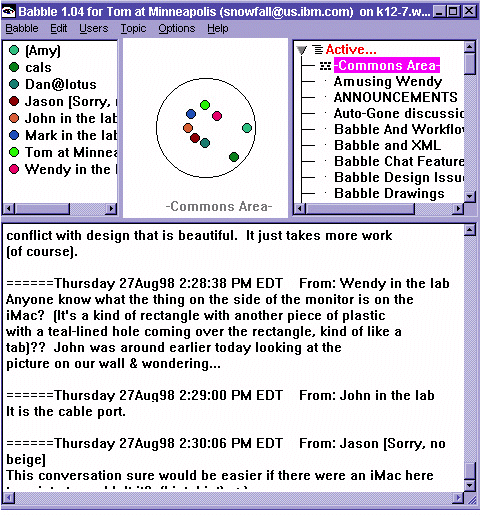 Babble 1.04 for Tom at Minneapolis (snowfall@us.ibm.com) on k12-7.w...
Babble Edit Users Topic Options Help
(Amy)
cals
Dan@lotus
Jason [Sorry, r
John in the lab
Mark in the lab
Tom at Minnea
Wendy in the l
-Commons Area-
Active...
-Commons Area-
Amusing Wendy
ANNOUNCEMENTS
Auto-Gone discussio
Babble And Workflow
Babble and XML
Babble Chat Feature
Babble Design Issue
Babble Drawings
conflict with design that is beautiful. It just takes more work
(of course).
======Thursday 27Aug98 2:28:38 PM EDT From: Wendy in the lab
Anyone know what the thing on the side of the monitor is on the
iMac? (It's a kind of rectangle with another piece of plastic
with a teal-lined hole coming over the rectangle, kind of like a
tab)?? John was around earlier today looking at the
picture on our wall & wondering...
======Thursday 27Aug98 2:29:00 PM EDT From: John in the lab
It is the cable port.
======Thursday 27Aug98 2:30:06 PM EDT From: Jason [Sorry, no
beige]
This conversation sure would be easier if there were an iMac here